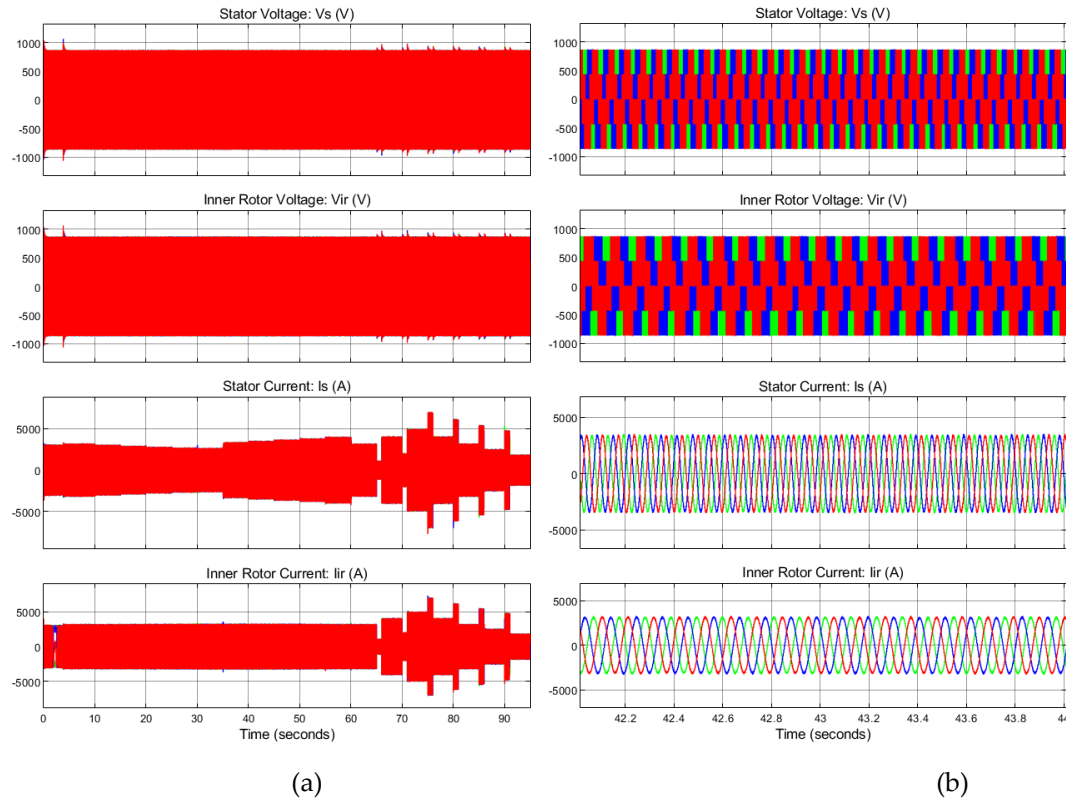 Stator Voltage: Vs (V)
1000
500
0
-500
-1000
Inner Rotor Voltage: Vir (V)
1000
500
0
-500
-1000
Stator Current: Is (A)
5000
0
-5000
Inner Rotor Current: Iir (A)
5000
0
-5000
0 10 20 30 40 50 60 70 80 90
Time (seconds)
(a)
Stator Voltage: Vs (V)
1000
500
0
-500
-1000
Inner Rotor Voltage: Vir (V)
1000
500
0
-500
-1000
Stator Current: Is (A)
5000
0
-5000
Inner Rotor Current: Iir (A)
5000
0
-5000
42.2 42.4 42.6 42.8 43 43.2 43.4 43.6 43.8 44
Time (seconds)
(b)